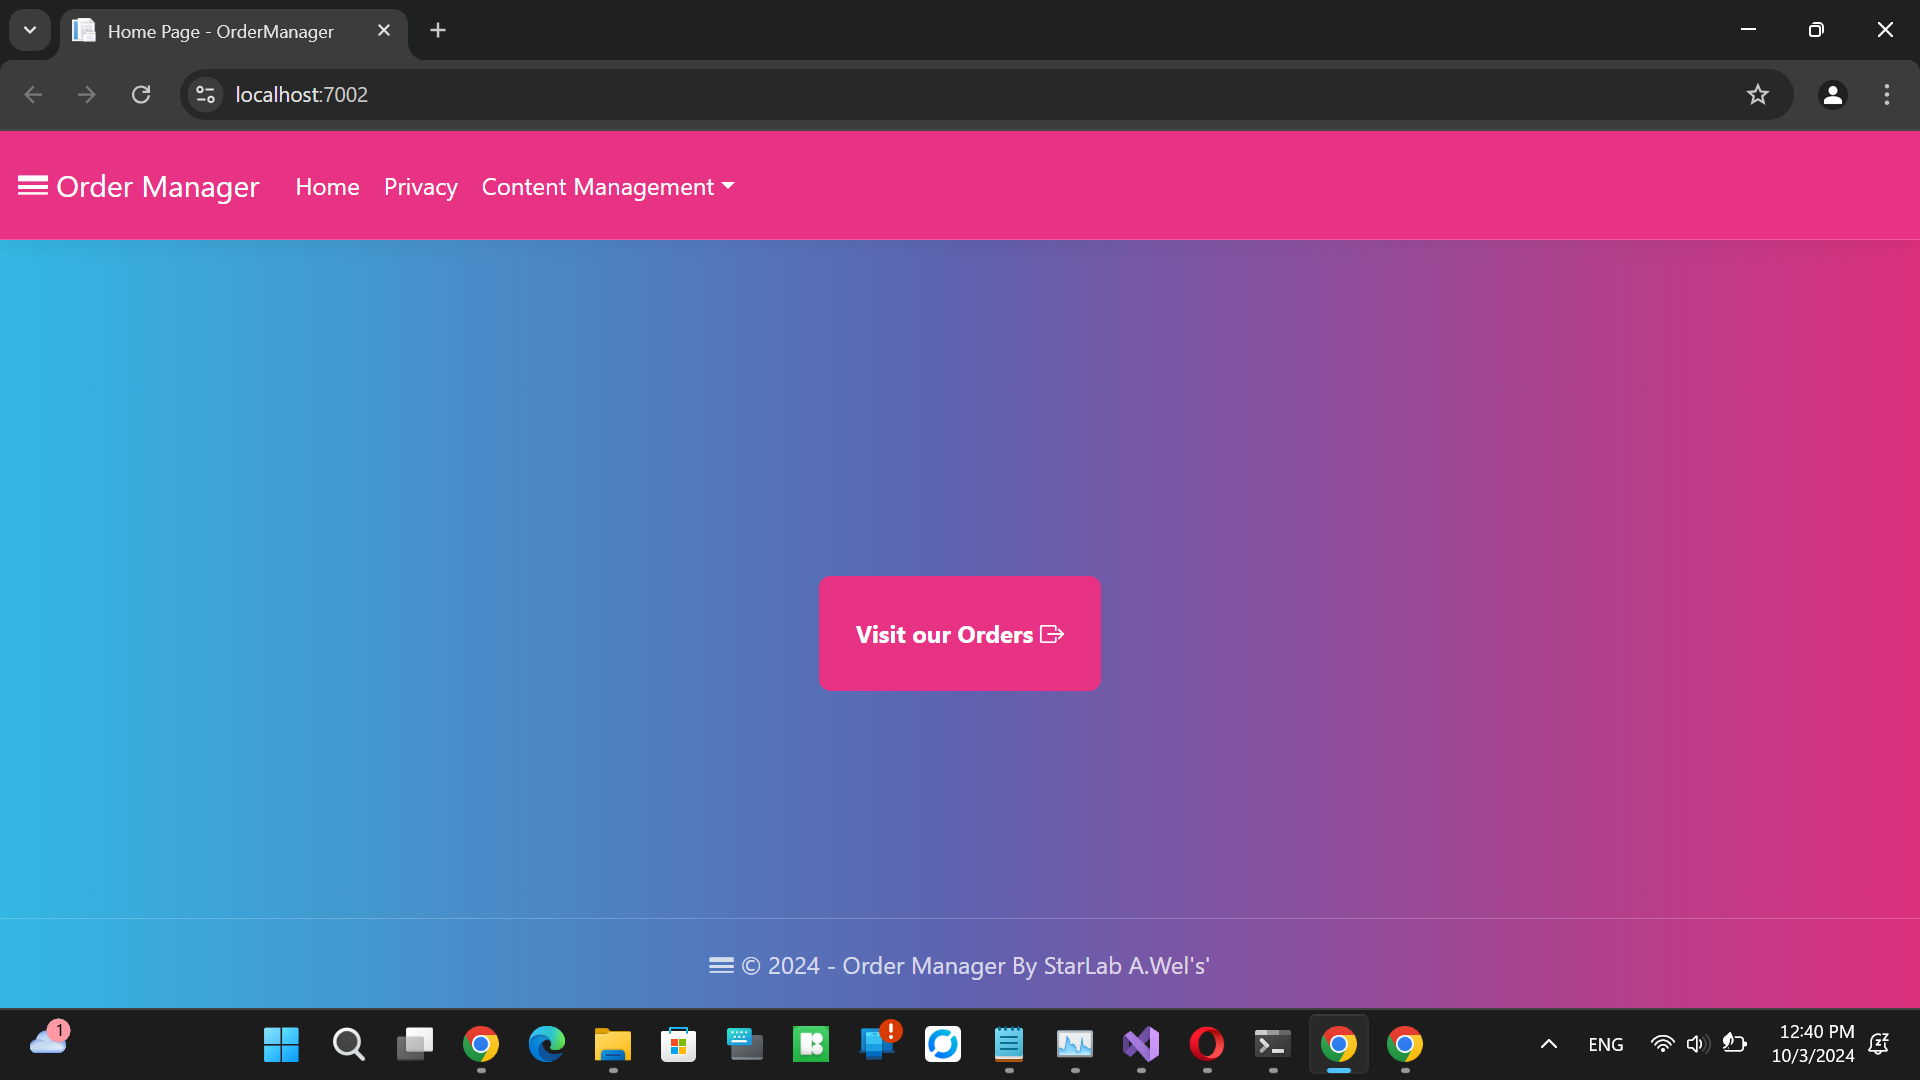 Home Page - OrderManager
localhost:7002
Order Manager Home Privacy Content Management
Visit our Orders
© 2024 - Order Manager By StarLab A.Wel's'
1
ENG
12:40 PM
10/3/2024